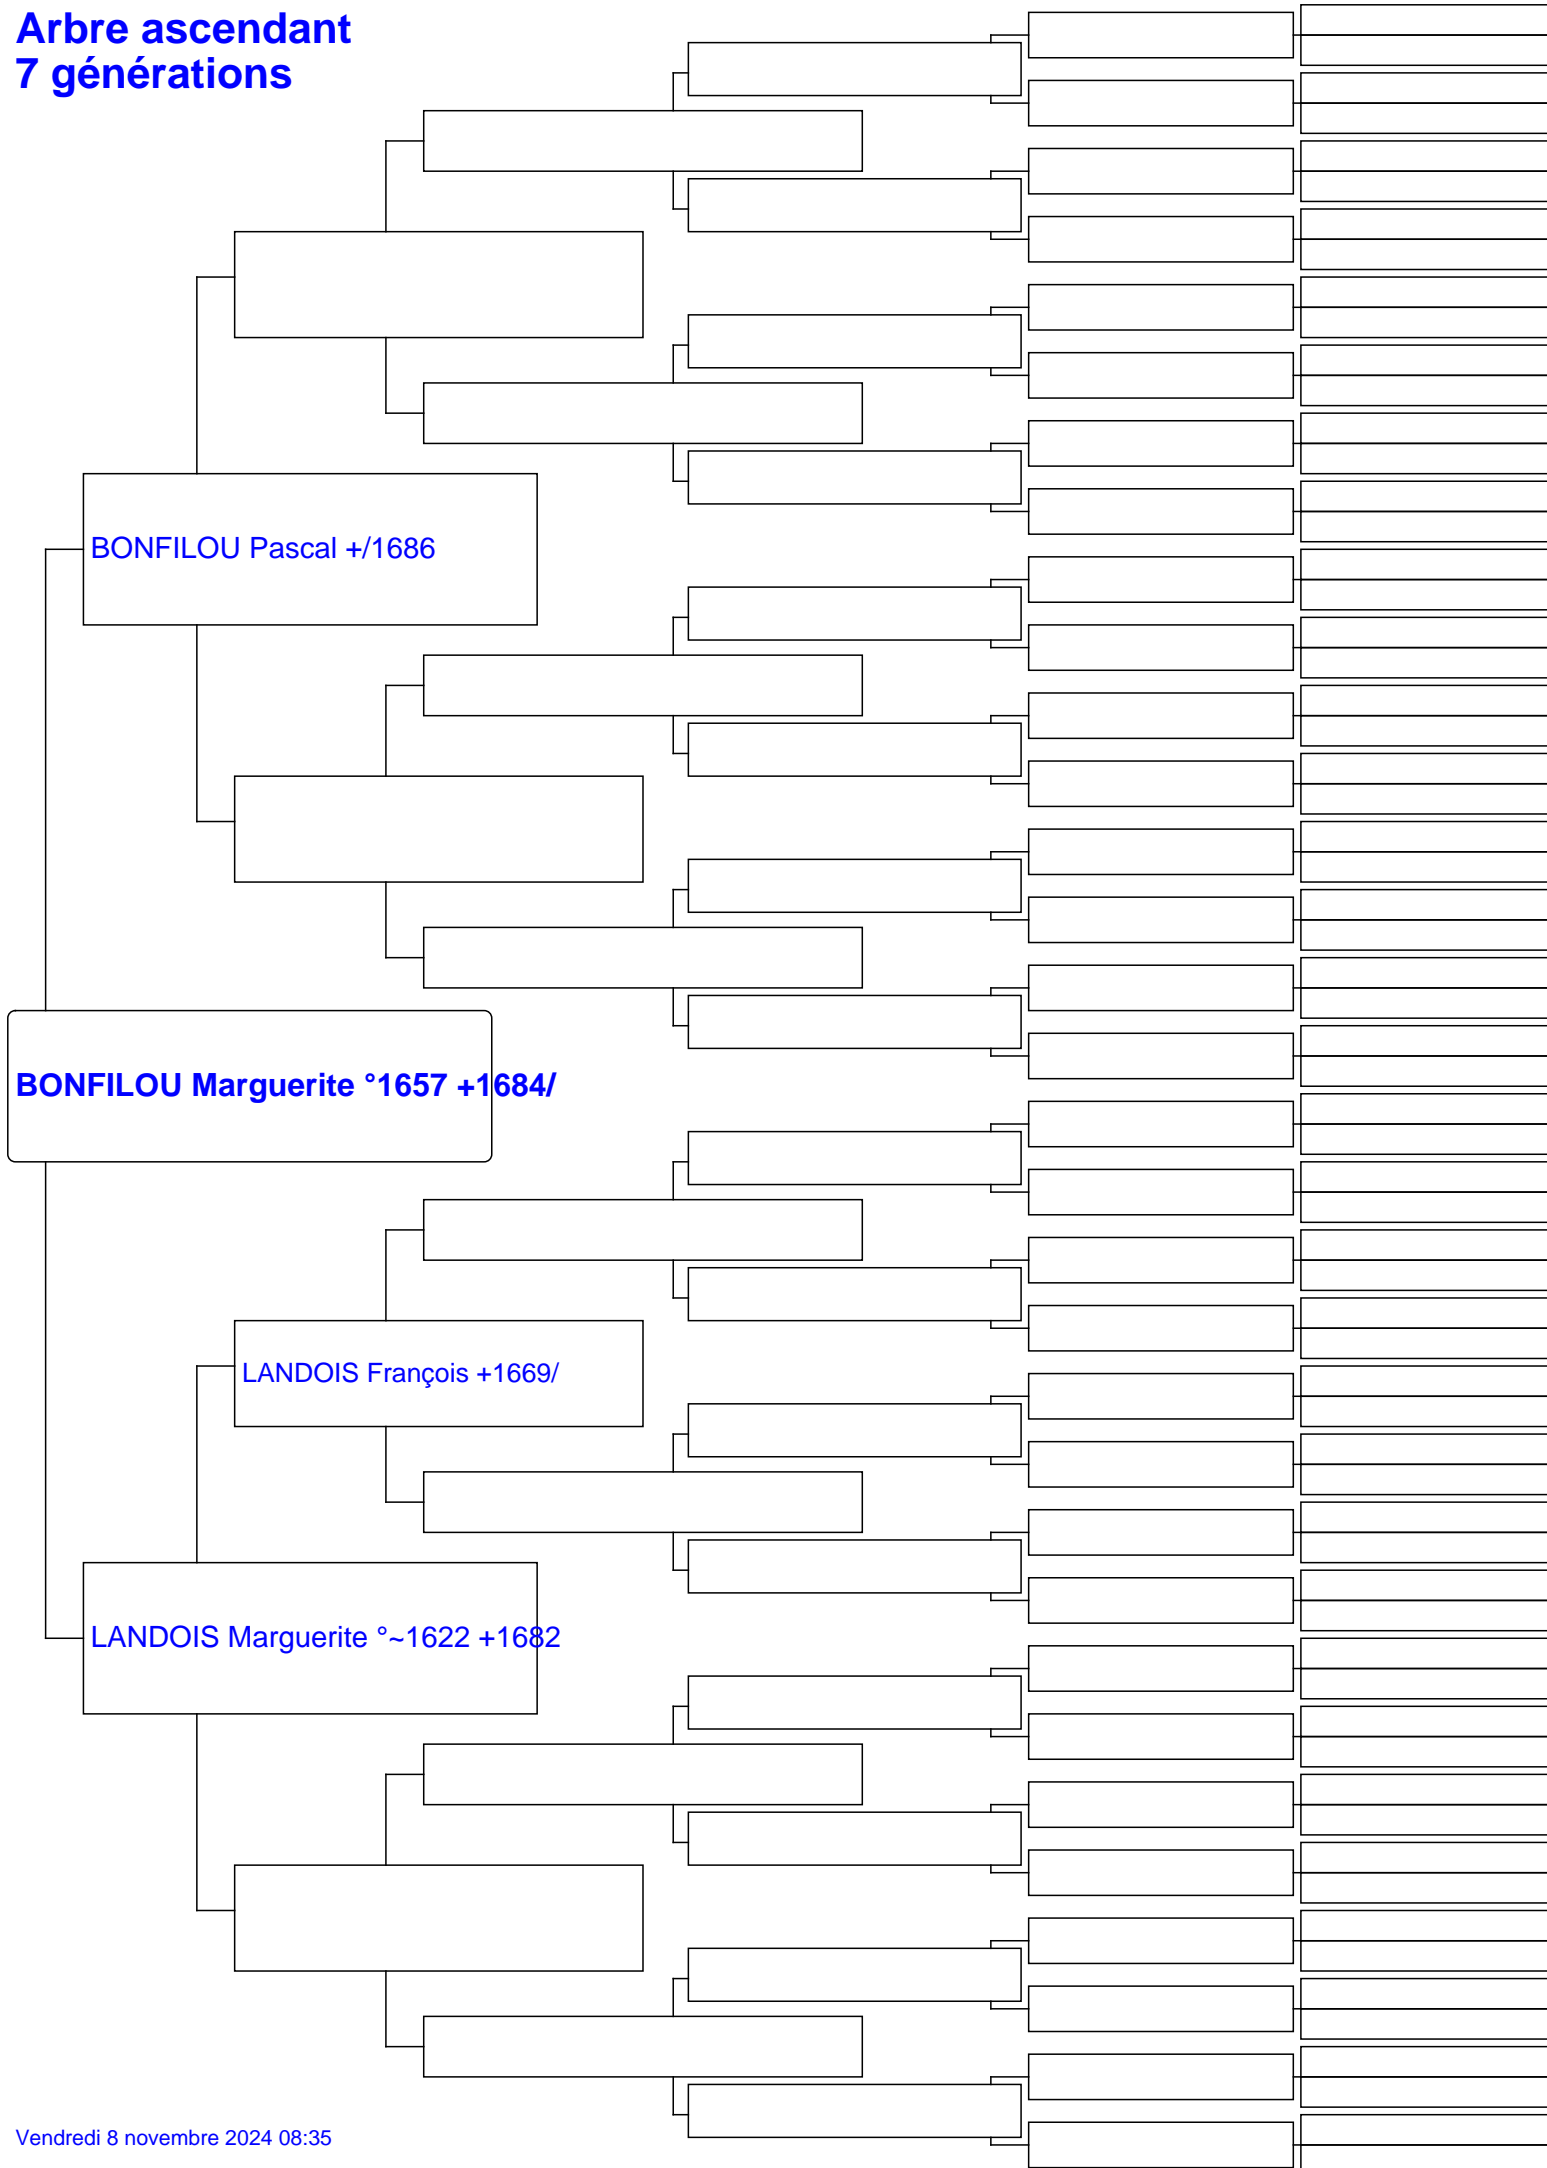 Arbre ascendant
7 générations
BONFILOU Pascal +/1686
BONFILOU Marguerite °1657 +1684/
LANDOIS François +1669/
LANDOIS Marguerite °~1622 +1682
Vendredi 8 novembre 2024 08:35